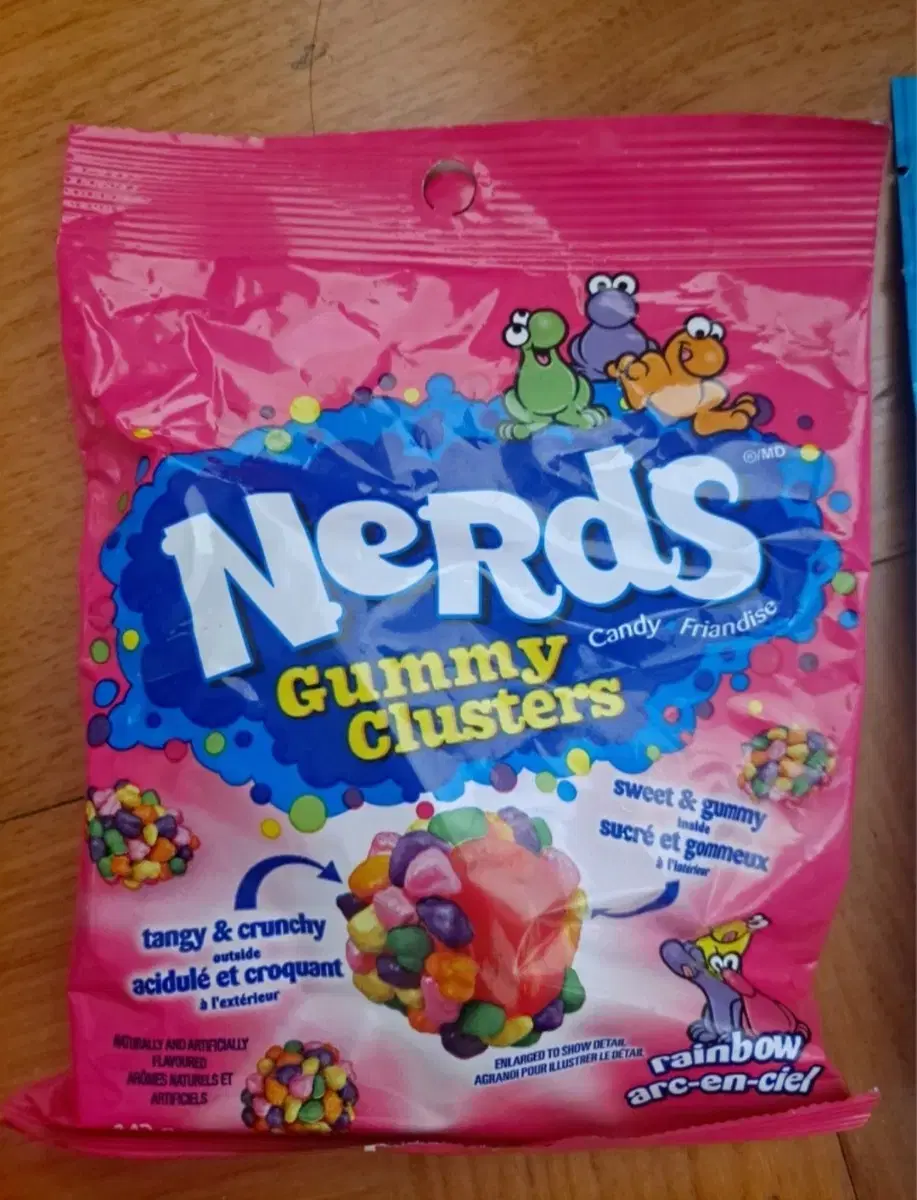 Nerds
®/MD
Candy Friandise
Gummy
Clusters
sweet & gummy
inside
sucré et gommeux
à l'intérieur
tangy & crunchy
outside
acidulé et croquant
à l'extérieur
NATURALLY AND ARTIFICIALLY
FLAVOURED
ARÔMES NATURELS ET
ARTIFICIELS
ENLARGED TO SHOW DETAIL
AGRANDI POUR ILLUSTRER LE DÉTAIL
rainbow
arc-en-ciel